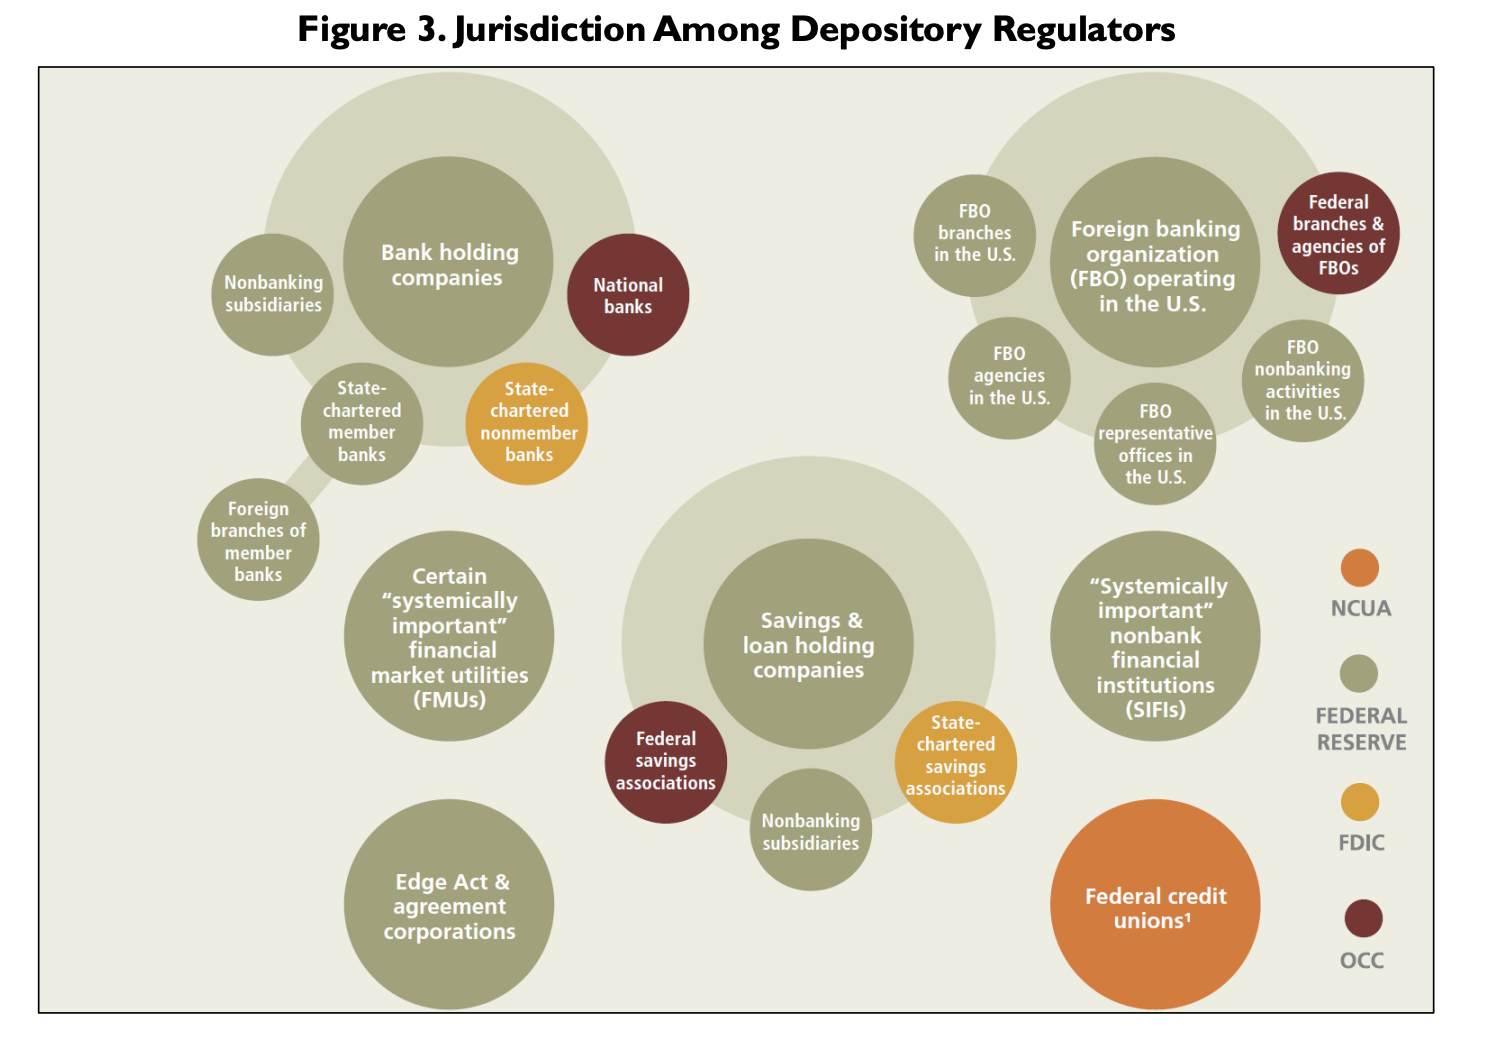 Figure 3. Jurisdiction Among Depository Regulators
Bank holding
companies
Nonbanking
subsidiaries
National
banks
State-
chartered
member
banks
State-
chartered
nonmember
banks
Foreign
branches of
member
banks
Foreign banking
organization
(FBO) operating
in the U.S.
FBO
branches
in the U.S.
Federal
branches &
agencies of
FBOs
FBO
agencies
in the U.S.
FBO
representative
offices in
the U.S.
FBO
nonbanking
activities
in the U.S.
Certain
“systemically
important”
financial
market utilities
(FMUs)
Savings &
loan holding
companies
Federal
savings
associations
Nonbanking
subsidiaries
State-
chartered
savings
associations
“Systemically
important”
nonbank
financial
institutions
(SIFIs)
Edge Act &
agreement
corporations
Federal credit
unions¹
NCUA
FEDERAL
RESERVE
FDIC
OCC